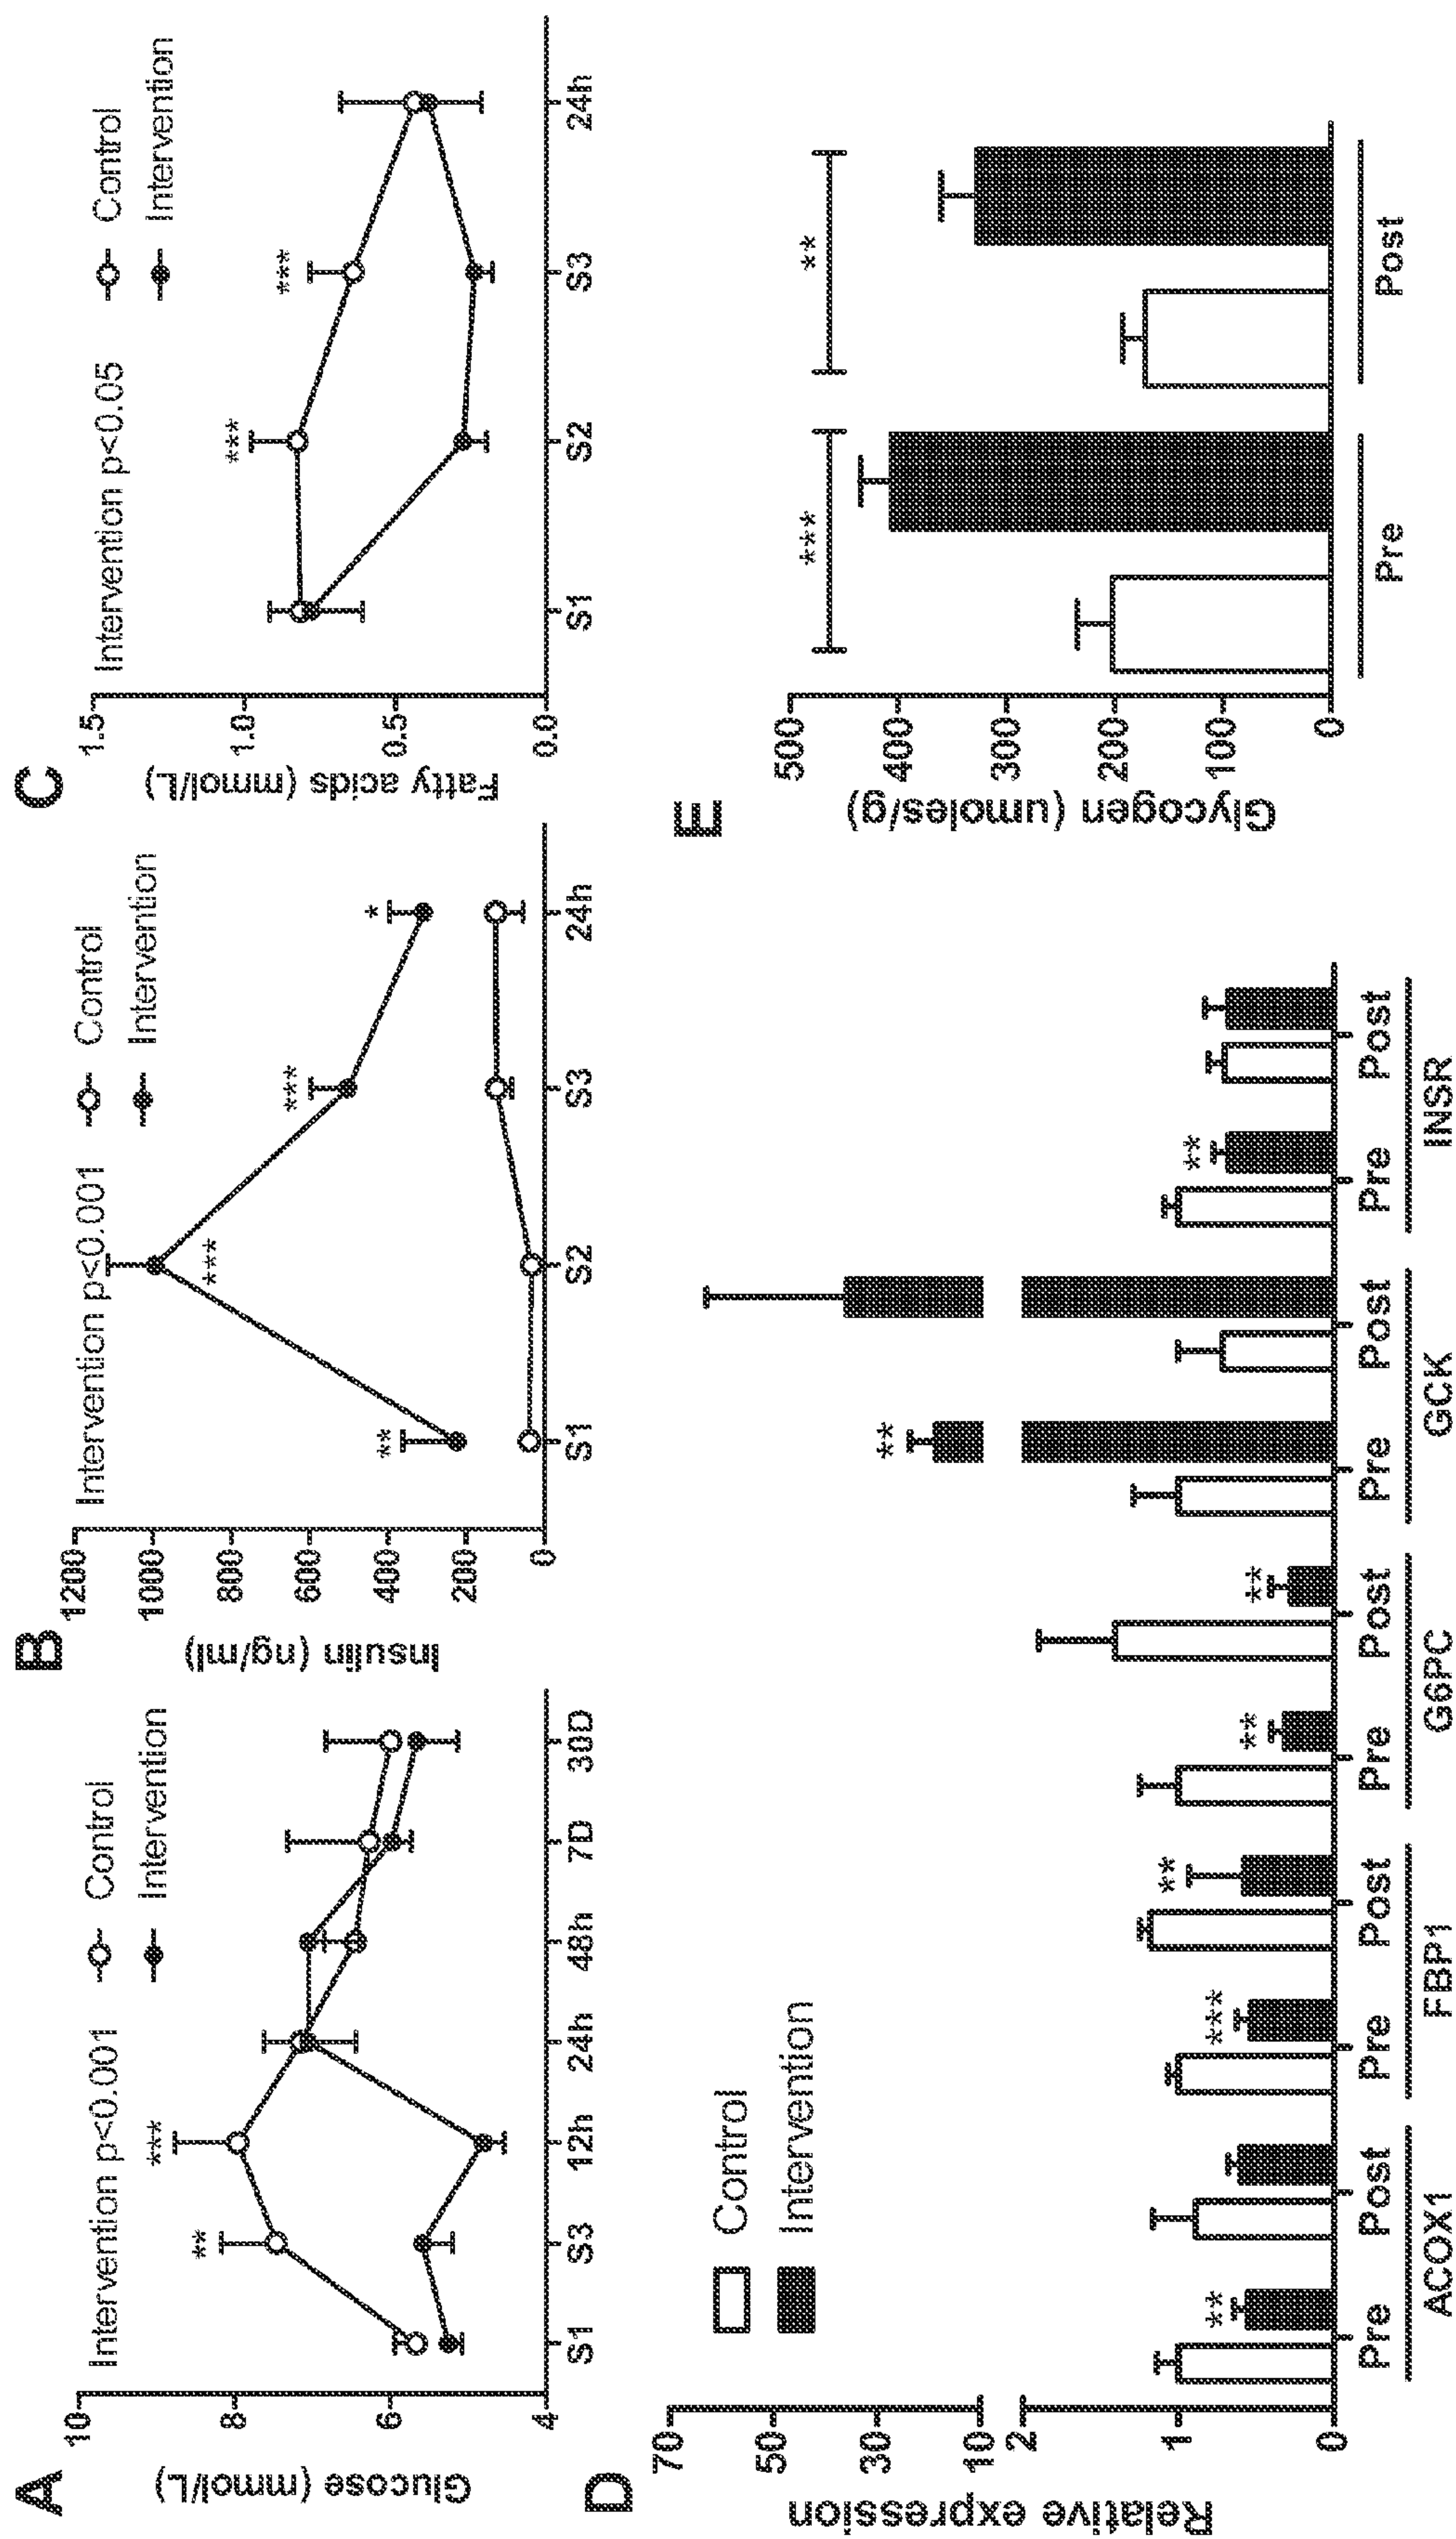 A
Intervention p<0.001
Control
Intervention
Glucose (mmol/L)
10
8
6
4
S1 S3 12h 24h 48h 7D 30D
**
***
B
Intervention p<0.001
Control
Intervention
Insulin (ng/ml)
1200
1000
800
600
400
200
0
S1 S2 S3 24h
**
***
***
*
C
Intervention p<0.05
Control
Intervention
Fatty acids (mmol/L)
1.5
1.0
0.5
0.0
S1 S2 S3 24h
***
***
D
Control
Intervention
Relative expression
70
50
30
10
2
1
0
**
***
**
**
**
**
**
Pre Post Pre Post Pre Post Pre Post Pre Post
ACOX1 FBP1 G6PC GCK INSR
E
Glycogen (umoles/g)
500
400
300
200
100
0
***
**
Pre Post